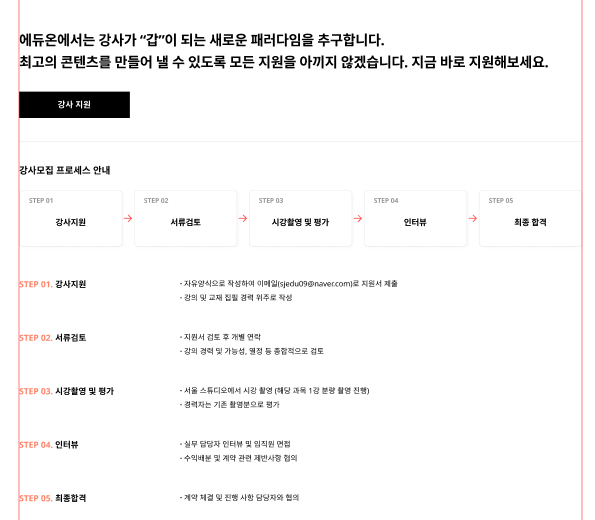 에듀온에서는 강사가 “갑”이 되는 새로운 패러다임을 추구합니다.
최고의 콘텐츠를 만들어 낼 수 있도록 모든 지원을 아끼지 않겠습니다. 지금 바로 지원해보세요.
강사 지원
강사모집 프로세스 안내
STEP 01
강사지원
STEP 02
서류검토
STEP 03
시강촬영 및 평가
STEP 04
인터뷰
STEP 05
최종 합격
STEP 01. 강사지원
- 자유양식으로 작성하여 이메일(sjedu09@naver.com)로 지원서 제출
- 강의 및 교재 집필 경력 위주로 작성
STEP 02. 서류검토
- 지원서 검토 후 개별 연락
- 강의 경력 및 가능성, 열정 등 종합적으로 검토
STEP 03. 시강촬영 및 평가
- 서울 스튜디오에서 시강 촬영 (해당 과목 1강 분량 촬영 진행)
- 경력자는 기존 촬영분으로 평가
STEP 04. 인터뷰
- 실무 담당자 인터뷰 및 임직원 면접
- 수익배분 및 계약 관련 제반사항 협의
STEP 05. 최종합격
- 계약 체결 및 진행 사항 담당자와 협의